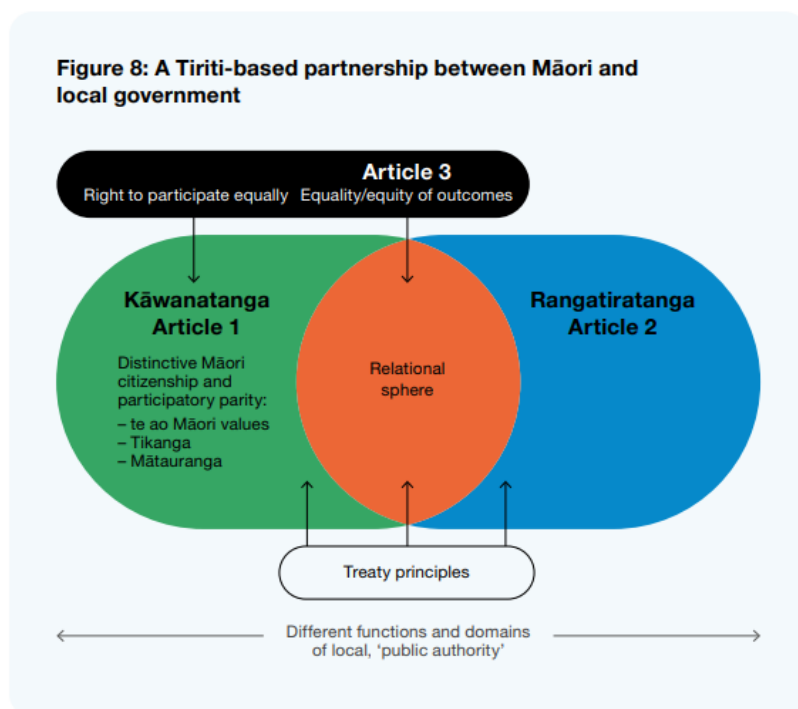 Figure 8: A Tiriti-based partnership between Māori and
local government
Article 3
Right to participate equally Equality/equity of outcomes
Kāwanatanga
Article 1
Distinctive Māori
citizenship and
participatory parity:
– te ao Māori values
– Tikanga
– Mātauranga
Relational
sphere
Rangatiratanga
Article 2
Treaty principles
Different functions and domains
of local, ‘public authority’